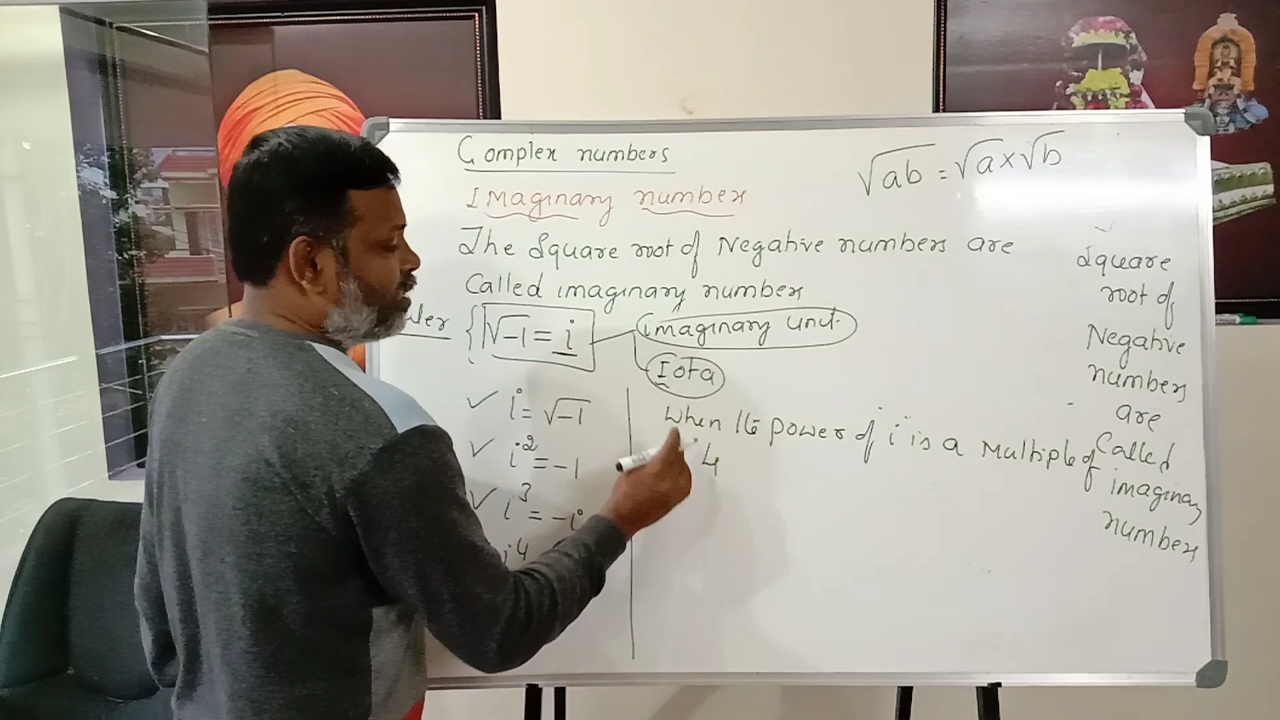 Complex numbers
√ab = √a x √b
Imaginary number
The Square root of Negative numbers are
Called imaginary numbers
{ √-1 = i
imaginary unit.
Iota
✓ i = √-1
✓ i² = -1
✓ i³ = -i
i⁴
When the power of i is a Multiple of
4
Square
root of
Negative
numbers
are
Called
imaginary
numbers